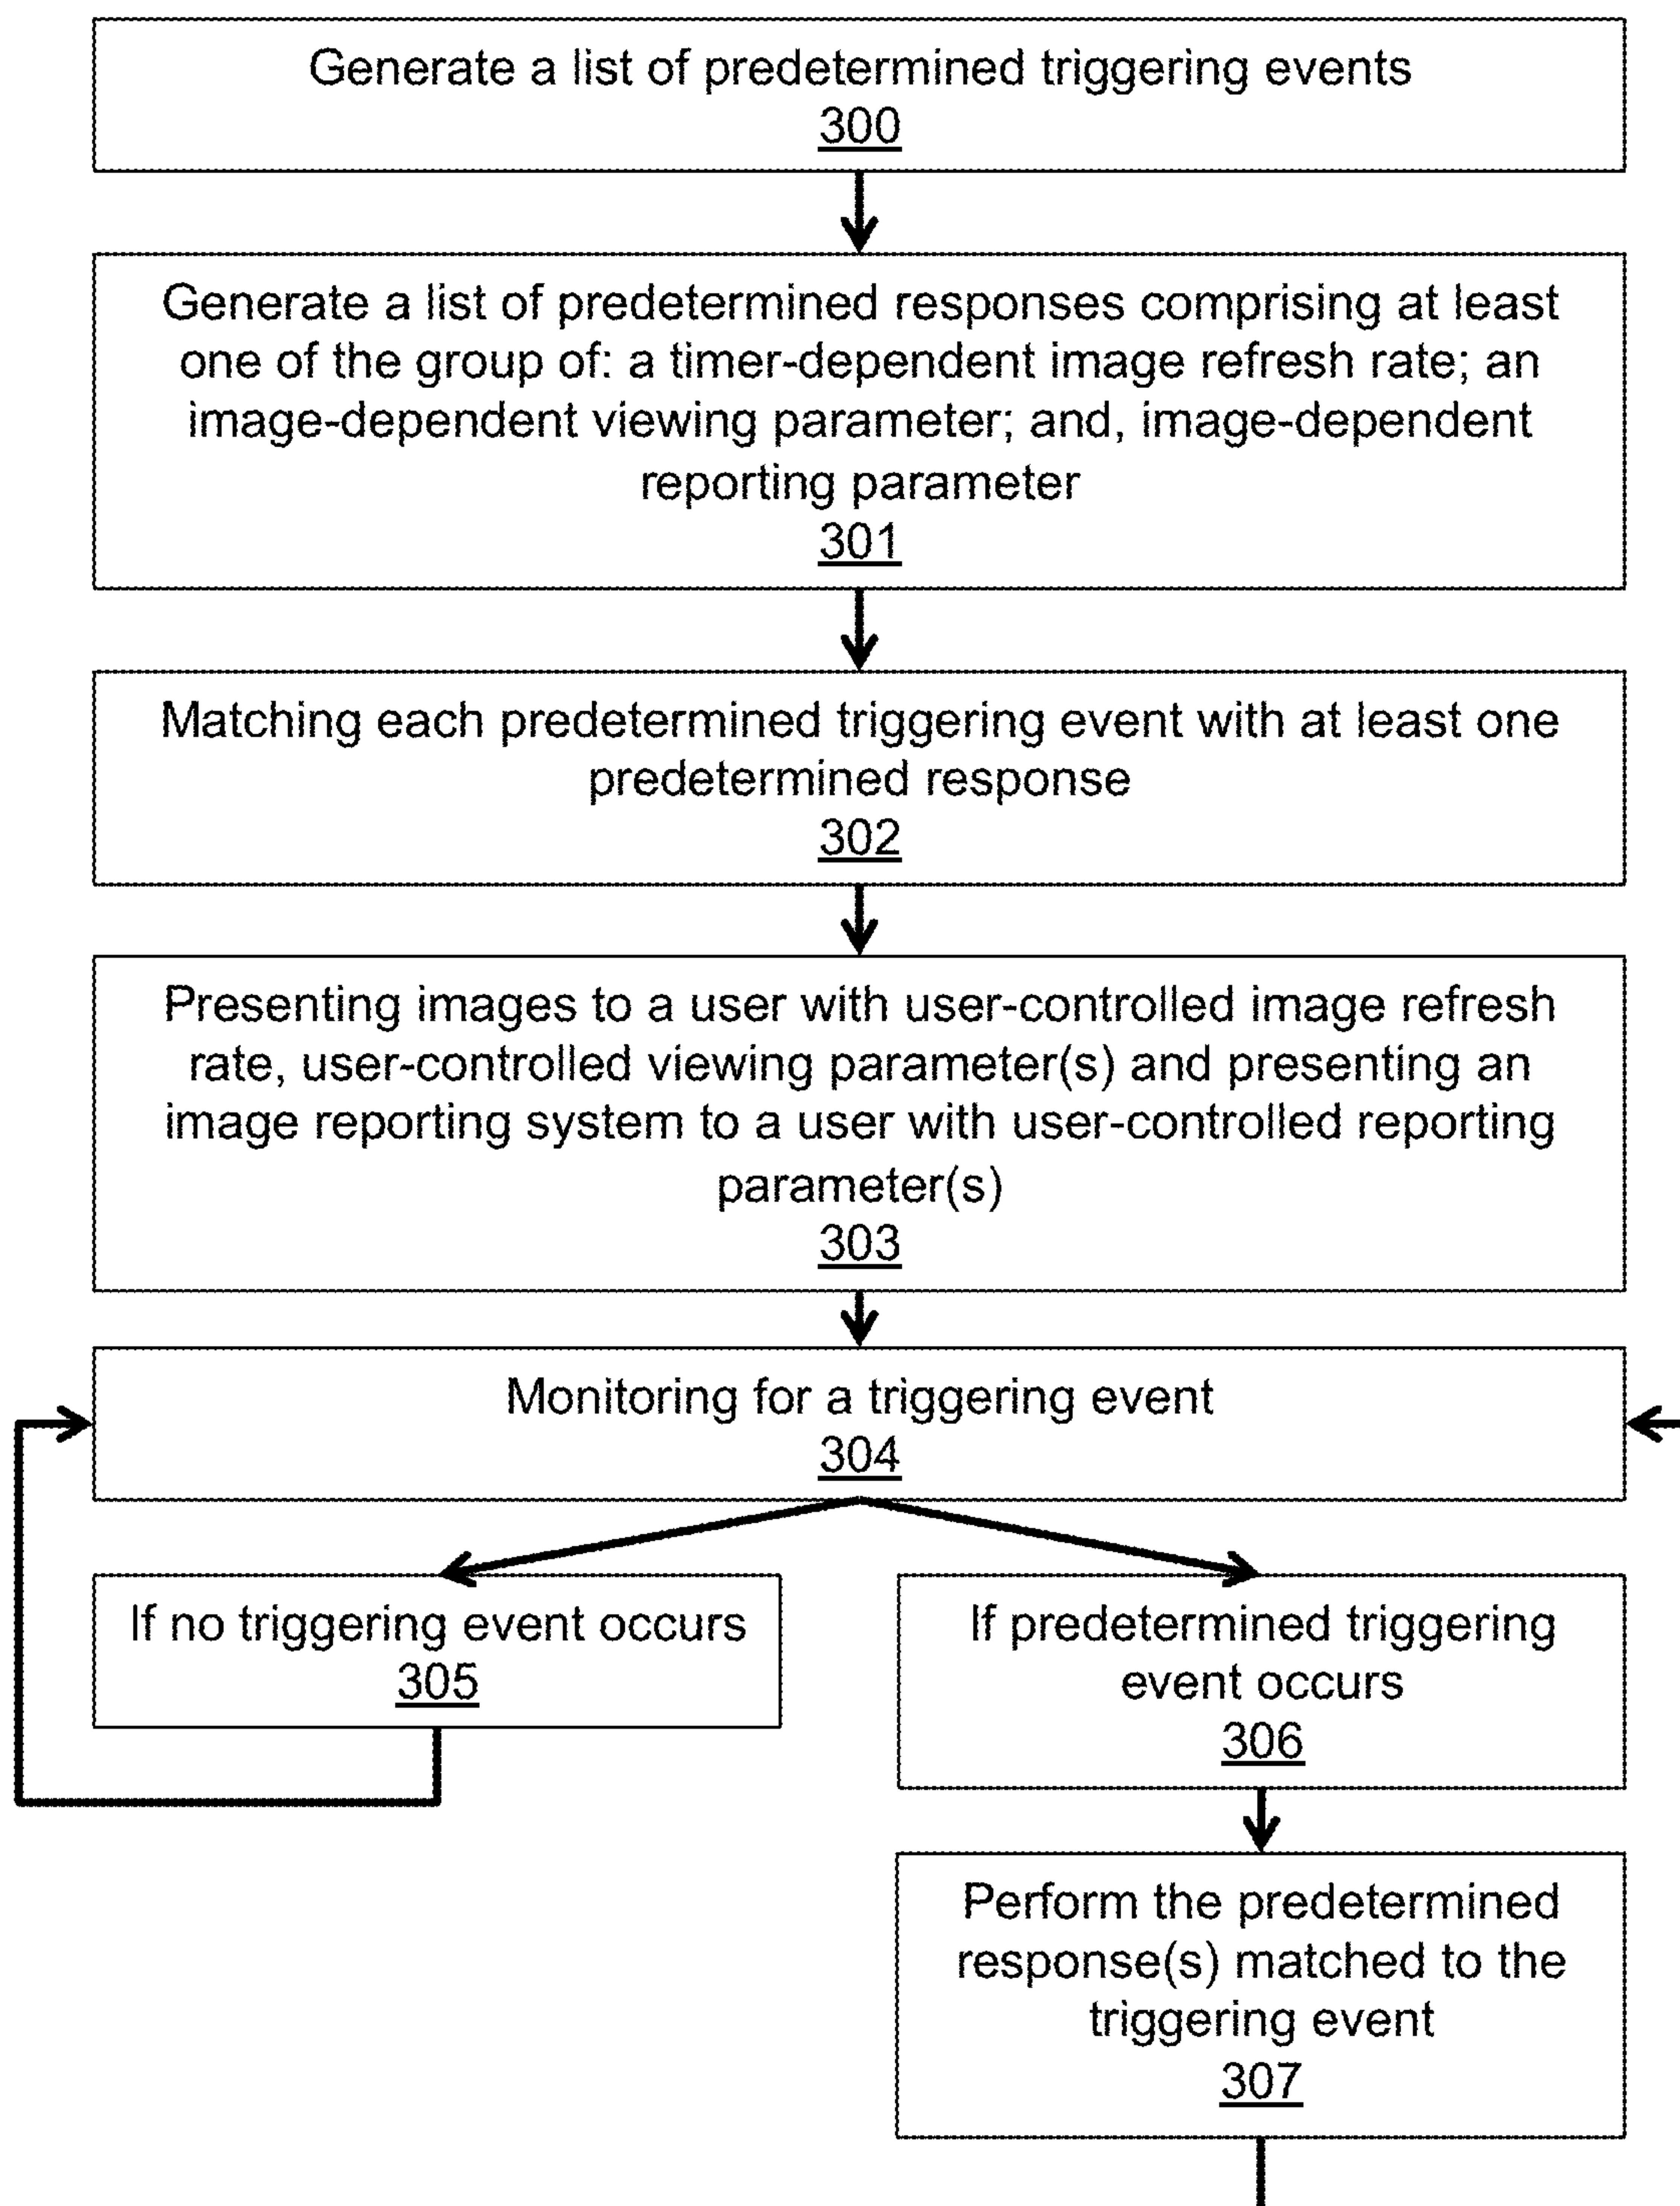 Generate a list of predetermined triggering events
300
Generate a list of predetermined responses comprising at least
one of the group of: a timer-dependent image refresh rate; an
image-dependent viewing parameter; and, image-dependent
reporting parameter
301
Matching each predetermined triggering event with at least one
predetermined response
302
Presenting images to a user with user-controlled image refresh
rate, user-controlled viewing parameter(s) and presenting an
image reporting system to a user with user-controlled reporting
parameter(s)
303
Monitoring for a triggering event
304
If no triggering event occurs
305
If predetermined triggering
event occurs
306
Perform the predetermined
response(s) matched to the
triggering event
307